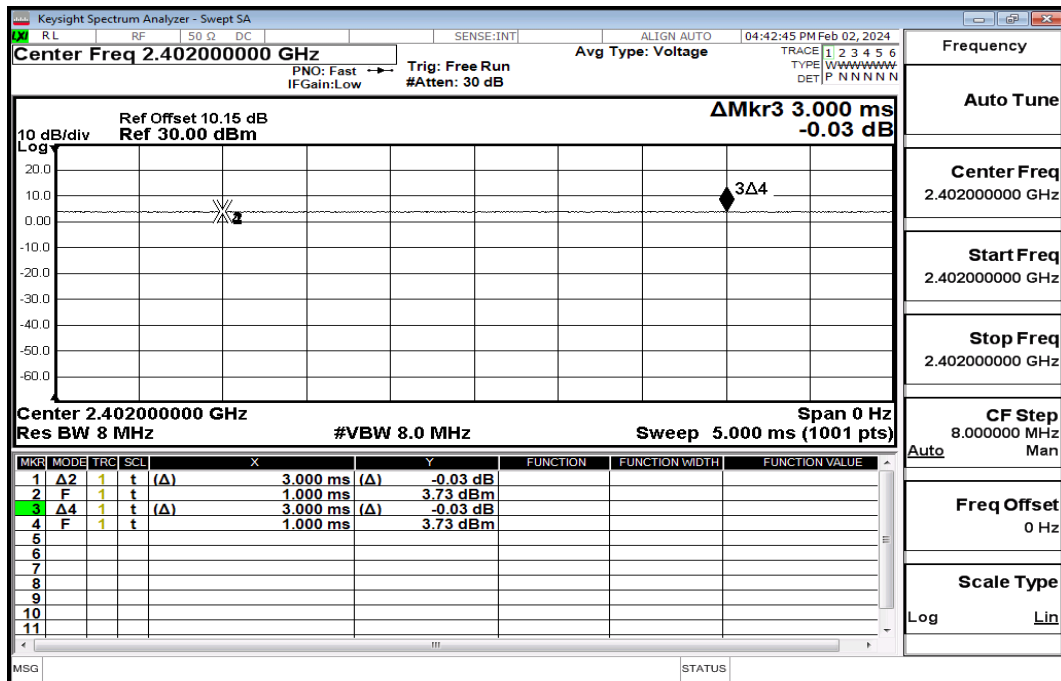 Keysight Spectrum Analyzer - Swept SA
LXI RL RF 50 Ω DC SENSE:INT ALIGN AUTO 04:42:45 PM Feb 02, 2024
Center Freq 2.402000000 GHz Avg Type: Voltage TRACE 1 2 3 4 5 6
PNO: Fast Trig: Free Run TYPE WWWWWW
IFGain:Low #Atten: 30 dB DET P N N N N N
ΔMkr3 3.000 ms
-0.03 dB
Ref Offset 10.15 dB
10 dB/div Ref 30.00 dBm
Log
20.0
10.0
0.00
-10.0
-20.0
-30.0
-40.0
-50.0
-60.0
3Δ4
2
Center 2.402000000 GHz Span 0 Hz
Res BW 8 MHz #VBW 8.0 MHz Sweep 5.000 ms (1001 pts)
MKR MODE TRC SCL X Y FUNCTION FUNCTION WIDTH FUNCTION VALUE
1 Δ2 1 t (Δ) 3.000 ms (Δ) -0.03 dB
2 F 1 t 1.000 ms 3.73 dBm
3 Δ4 1 t (Δ) 3.000 ms (Δ) -0.03 dB
4 F 1 t 1.000 ms 3.73 dBm
5
6
7
8
9
10
11
MSG STATUS
Frequency
Auto Tune
Center Freq
2.402000000 GHz
Start Freq
2.402000000 GHz
Stop Freq
2.402000000 GHz
CF Step
8.000000 MHz
Auto Man
Freq Offset
0 Hz
Scale Type
Log Lin